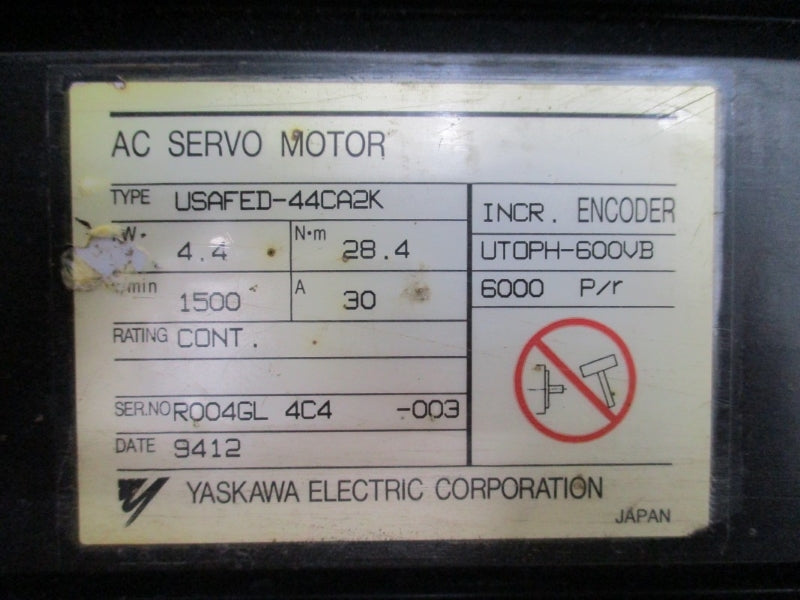 AC SERVO MOTOR
TYPE USAFED-44CA2K
INCR. ENCODER
W. 4.4 N·m 28.4
UTOPH-600VB
/min 1500 A 30
6000 P/r
RATING CONT.
SER.NO R004GL 4C4 -003
DATE 9412
YASKAWA ELECTRIC CORPORATION
JAPAN